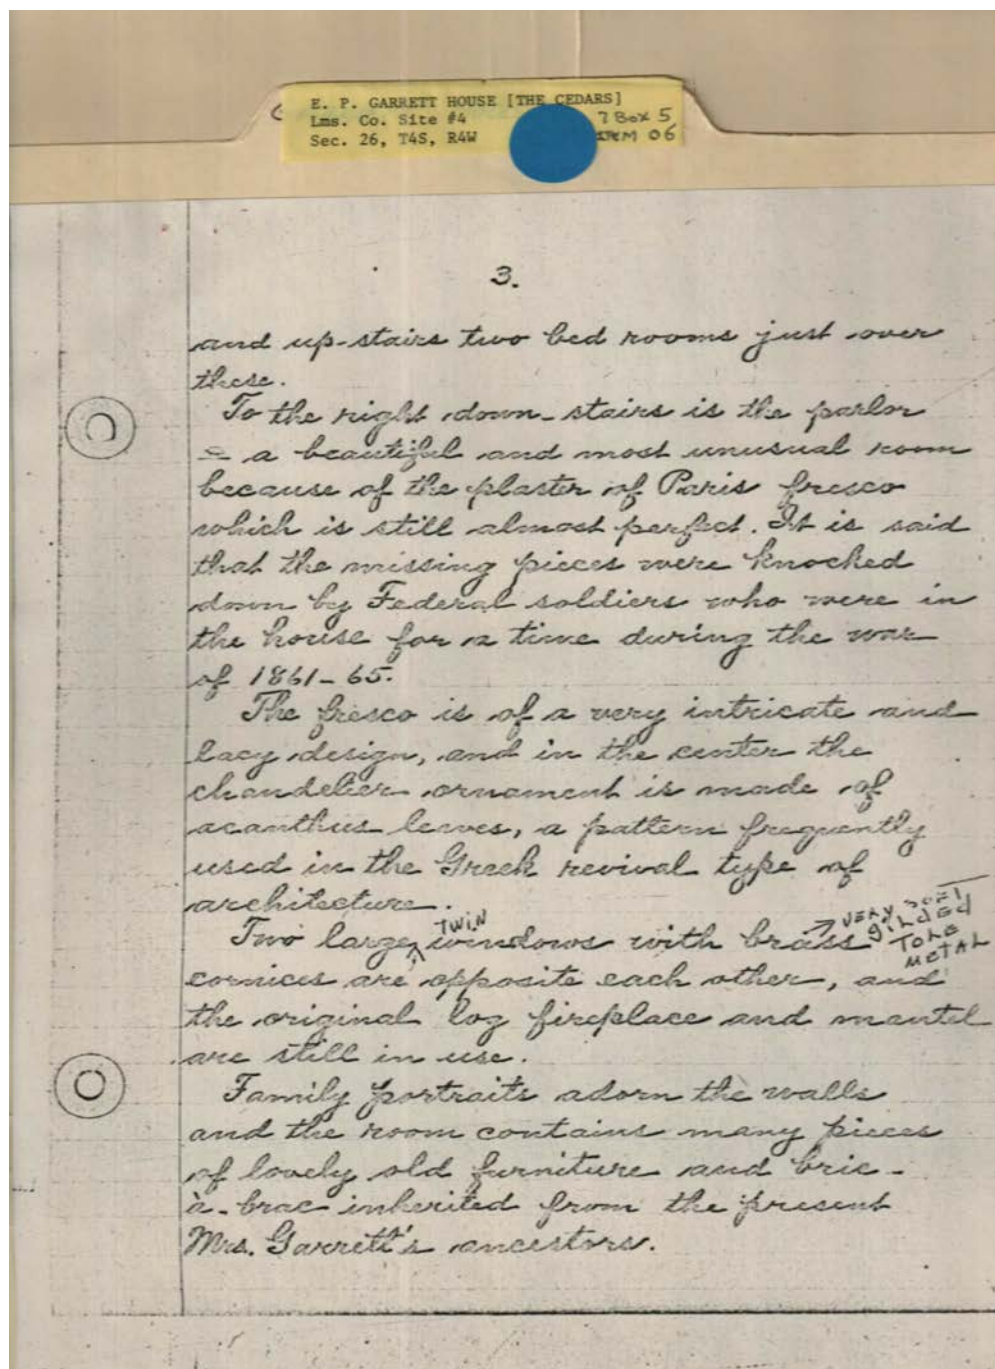 E. P. GARRETT HOUSE [THE CEDARS]
Lms. Co. Site #4 7 Box 5
Sec. 26, T4S, R4W ITEM 06
3.
and up-stairs two bed rooms just over
these.
To the right down-stairs is the parlor
- a beautiful and most unusual room
because of the plaster of Paris fresco
which is still almost perfect. It is said
that the missing pieces were knocked
down by Federal soldiers who were in
the house for a time during the war
of 1861-65.
The fresco is of a very intricate and
lacy design, and in the center the
chandelier ornament is made of
acanthus leaves, a pattern frequently
used in the Greek revival type of
architecture.
Two large TWIN windows with brass → VERY SOFT GILDED TONE METAL
cornices are opposite each other, and
the original log fireplace and mantel
are still in use.
Family portraits adorn the walls
and the room contains many pieces
of lovely old furniture and bric-
à-brac inherited from the present
Mrs. Garrett's ancestors.